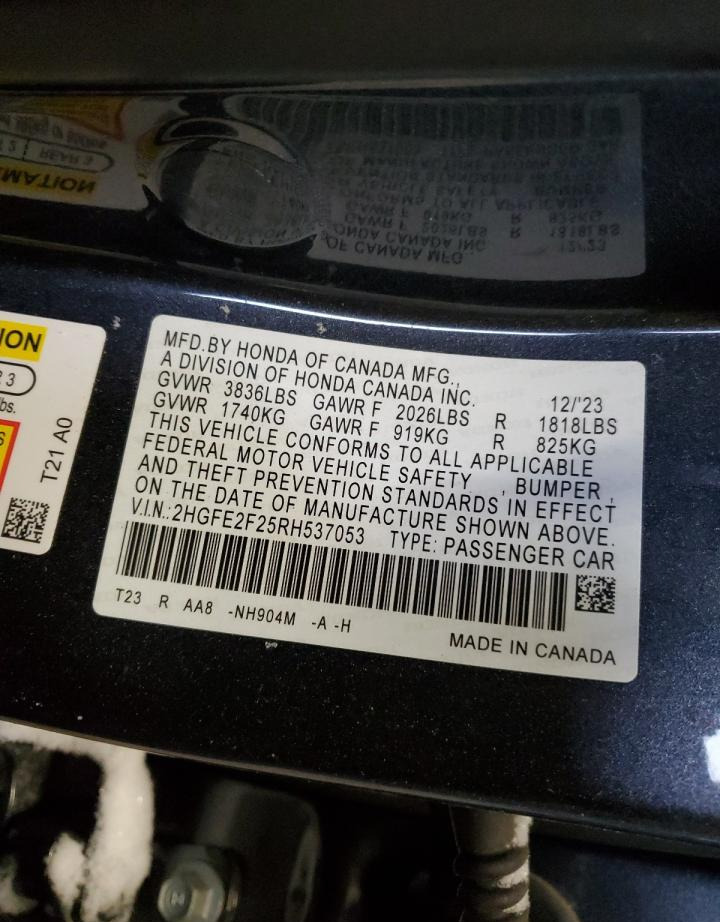 ION
R 3
lbs.
S
T21 A0
MFD.BY HONDA OF CANADA MFG.,
A DIVISION OF HONDA CANADA INC. 12/'23
GVWR 3836LBS GAWR F 2026LBS R 1818LBS
GVWR 1740KG GAWR F 919KG R 825KG
THIS VEHICLE CONFORMS TO ALL APPLICABLE
FEDERAL MOTOR VEHICLE SAFETY , BUMPER ,
AND THEFT PREVENTION STANDARDS IN EFFECT
ON THE DATE OF MANUFACTURE SHOWN ABOVE.
V.I.N.:2HGFE2F25RH537053 TYPE: PASSENGER CAR
T23 R AA8 -NH904M -A -H
MADE IN CANADA